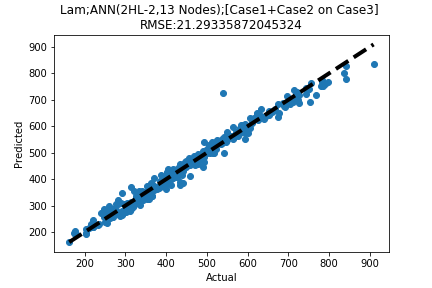 Lam;ANN(2HL-2,13 Nodes);[Case1+Case2 on Case3]
RMSE:21.29335872045324
900
800
700
600
500
400
300
200
Predicted
200 300 400 500 600 700 800 900
Actual